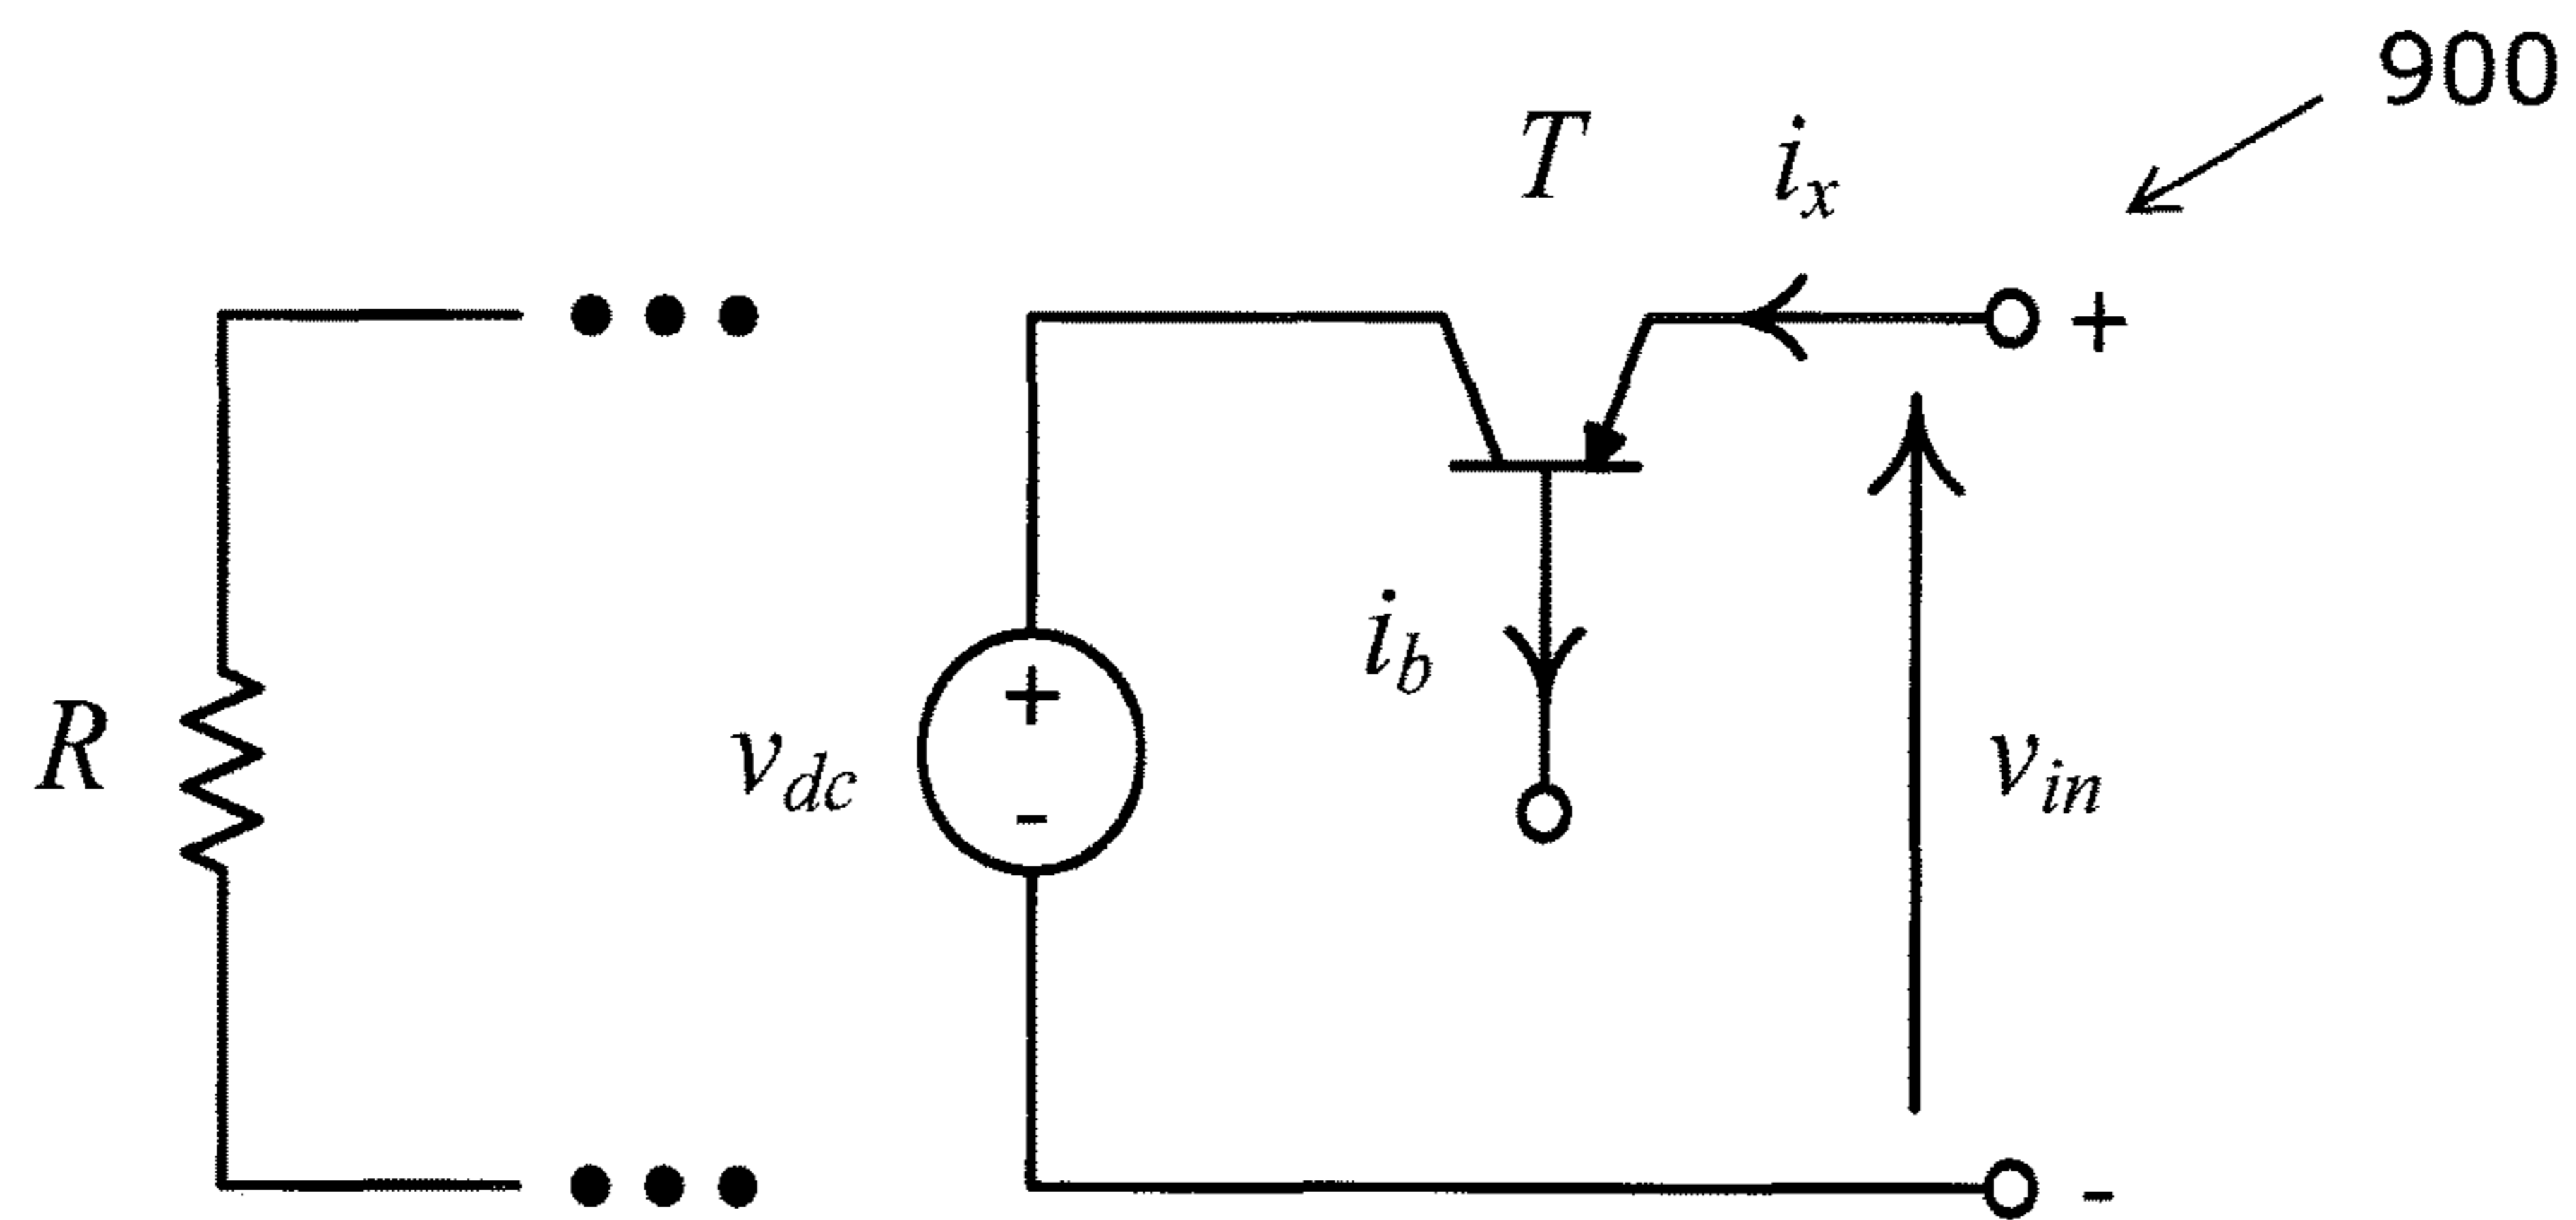 900
T
i_x
+
i_b
R
v_dc
+
-
v_in
-